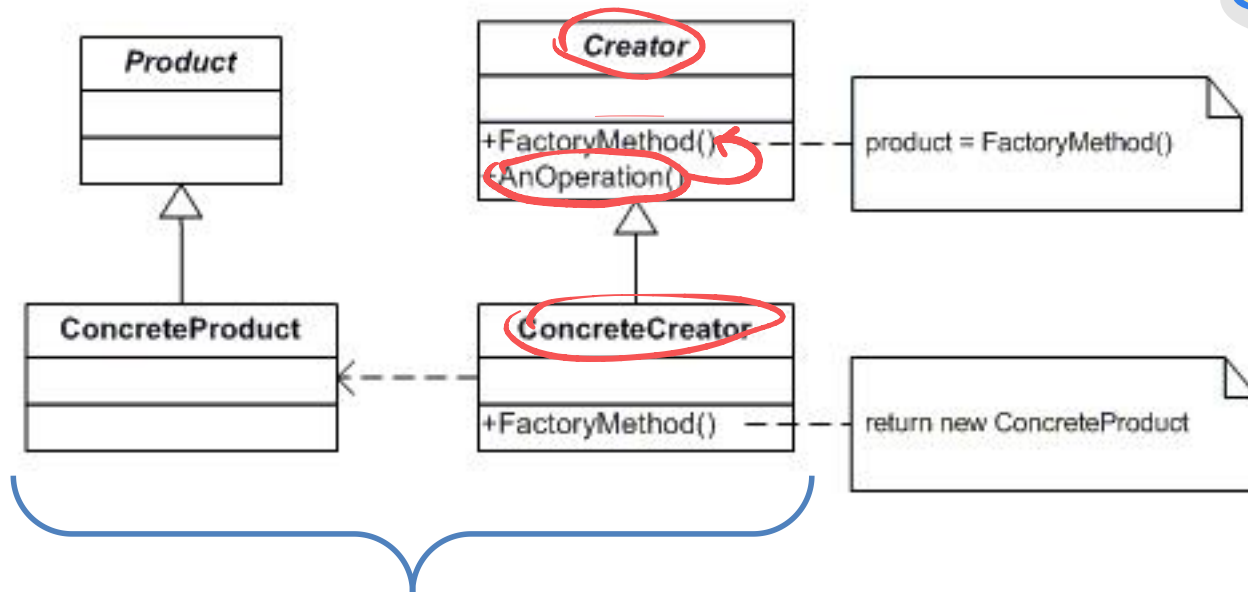 Product
Creator
+FactoryMethod()
+AnOperation()
product = FactoryMethod()
ConcreteProduct
ConcreteCreator
+FactoryMethod()
return new ConcreteProduct